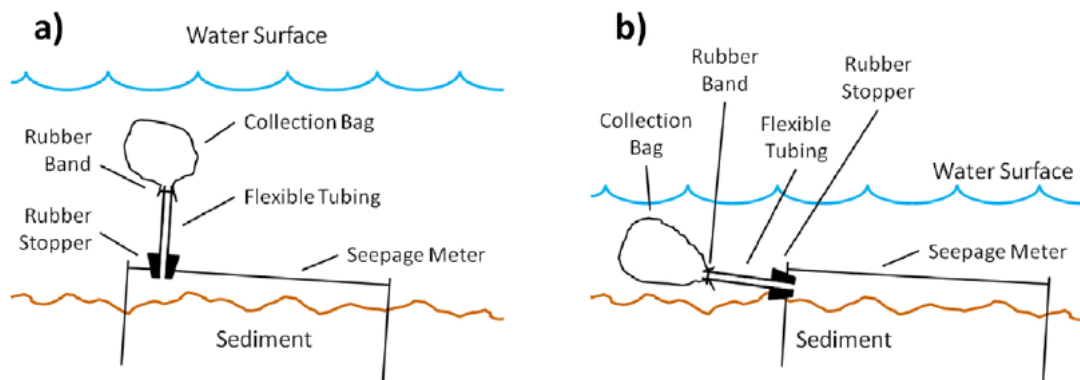 a)
Water Surface
Rubber
Band
Collection Bag
Flexible Tubing
Rubber
Stopper
Seepage Meter
Sediment
b)
Rubber
Band
Rubber
Stopper
Collection
Bag
Flexible
Tubing
Water Surface
Seepage Meter
Sediment